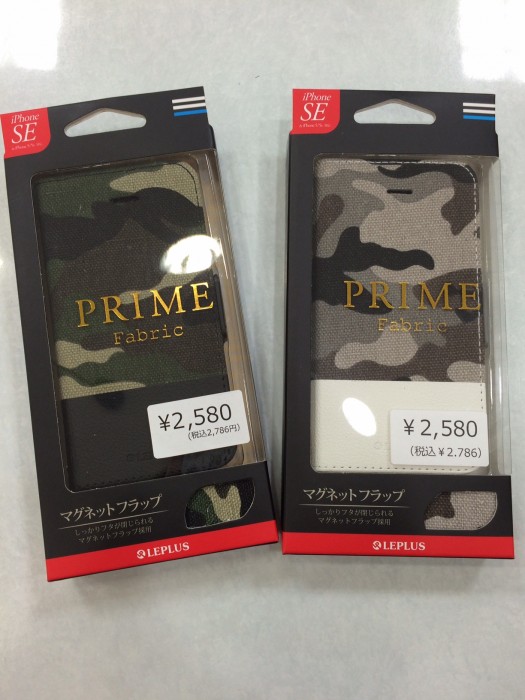 iPhone
SE
PRIME
Fabric
¥2,580
(税込2,786円)
マグネットフラップ
しっかりフタが閉じられる
マグネットフラップ採用
LEPLUS
iPhone
SE
PRIME
Fabric
¥2,580
(税込¥2.786)
マグネットフラップ
しっかりフタが閉じられる
マグネットフラップ採用
LEPLUS